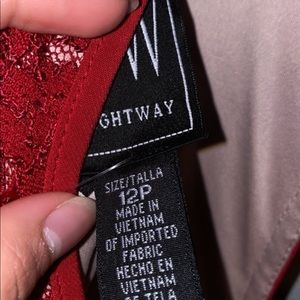 W
GHTWAY
SIZE/TALLA
12P
MADE IN
VIETNAM
OF IMPORTED
FABRIC
HECHO EN
VIETNAM
DE TELA